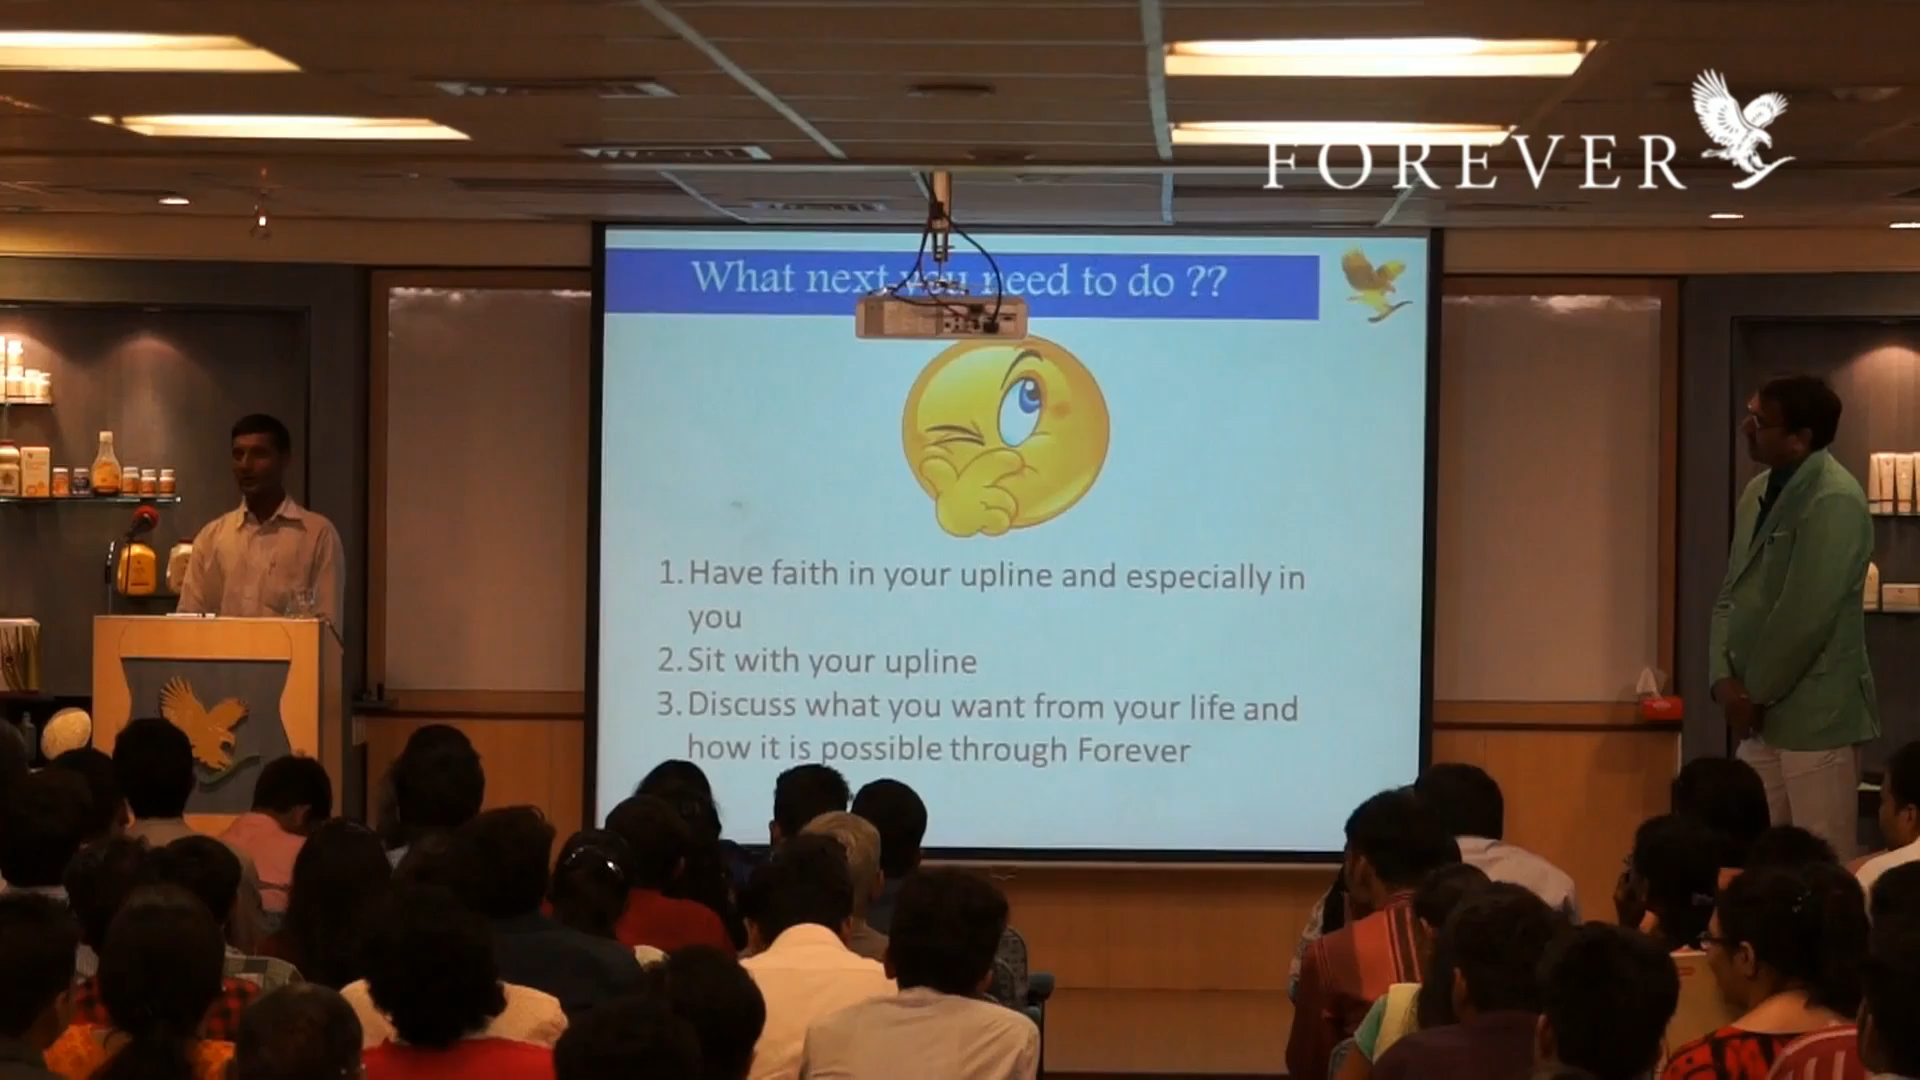 FOREVER
What next you need to do ??
1. Have faith in your upline and especially in
you
2. Sit with your upline
3. Discuss what you want from your life and
how it is possible through Forever